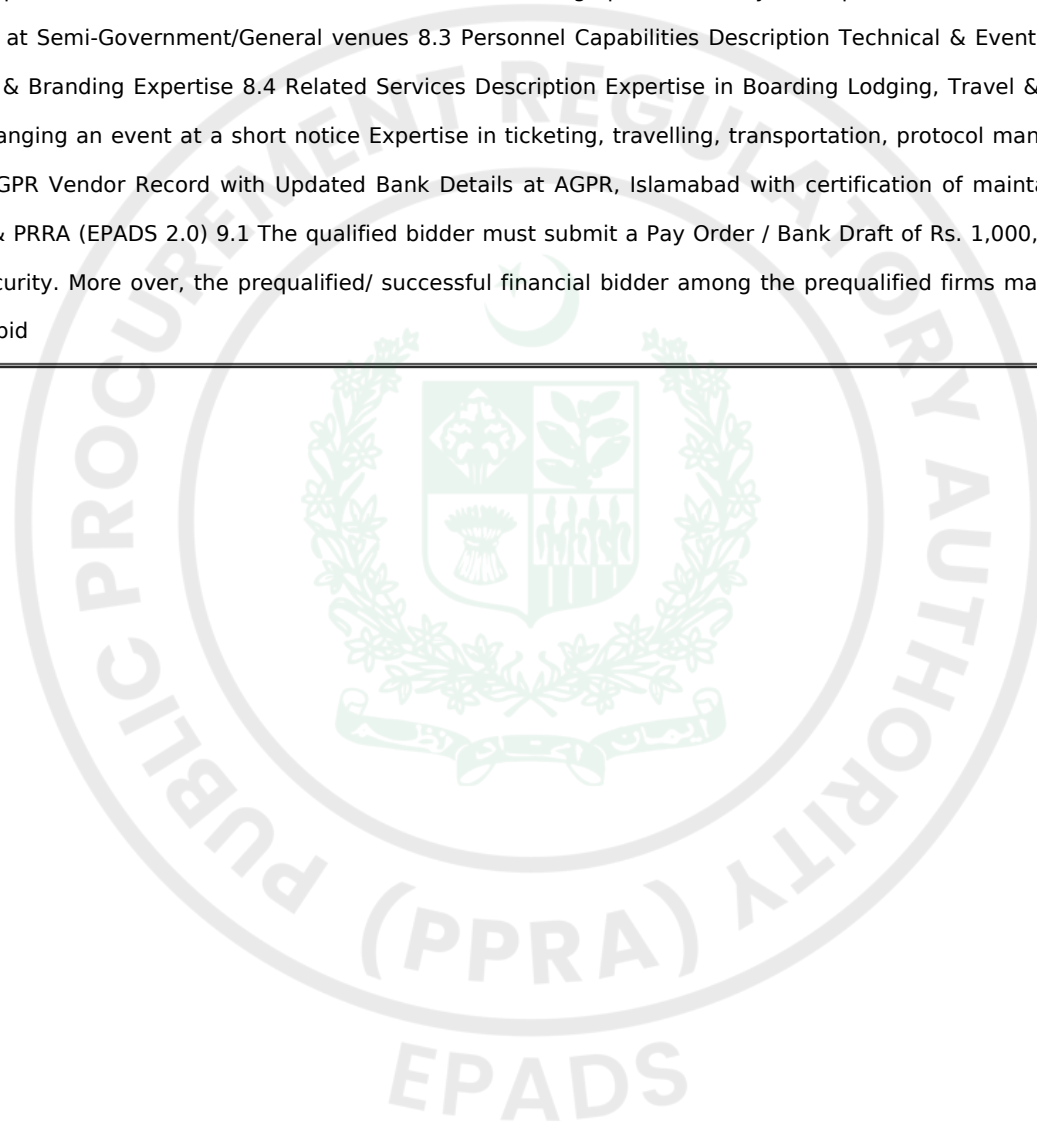 at Semi-Government/General venues 8.3 Personnel Capabilities Description Technical & Event
& Branding Expertise 8.4 Related Services Description Expertise in Boarding Lodging, Travel &
anging an event at a short notice Expertise in ticketing, travelling, transportation, protocol man
GPR Vendor Record with Updated Bank Details at AGPR, Islamabad with certification of mainta
& PRRA (EPADS 2.0) 9.1 The qualified bidder must submit a Pay Order / Bank Draft of Rs. 1,000,
curity. More over, the prequalified/ successful financial bidder among the prequalified firms ma
bid
PUBLIC PROCUREMENT REGULATORY AUTHORITY
(PPRA)
EPADS